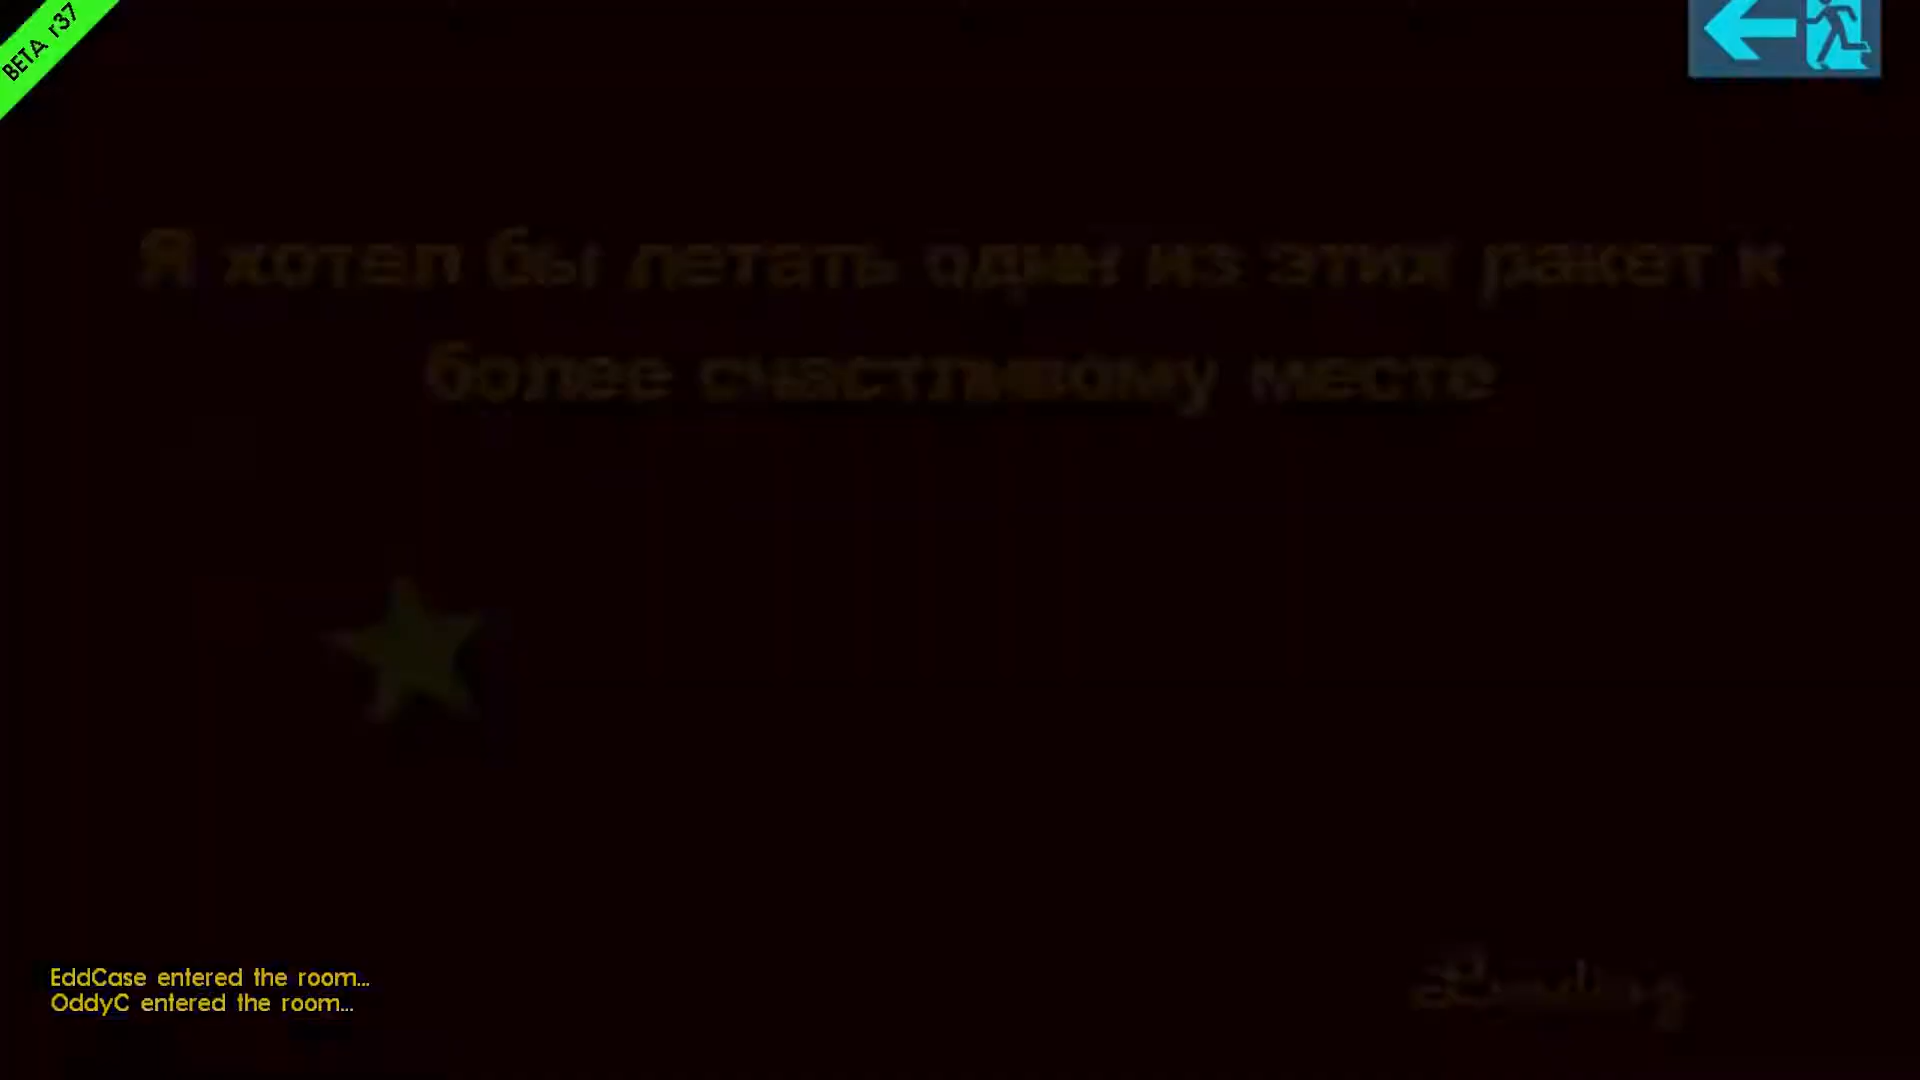 BETA r37
Я хотел бы летать один из этих ракет к
более счастливому месте
EddCase entered the room...
OddyC entered the room...
Loading